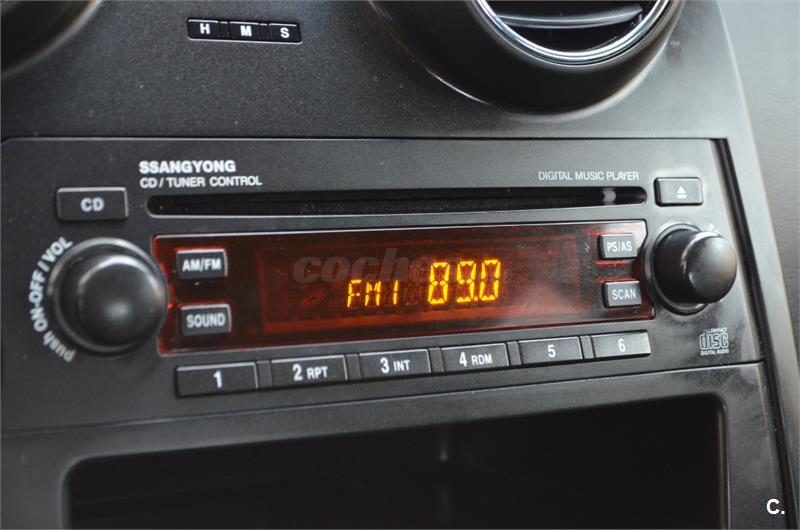 H M S
SSANGYONG
CD / TUNER CONTROL
DIGITAL MUSIC PLAYER
CD
push ON-OFF / VOL
AM/FM
PS/AS
FM1 89.0
SOUND
SCAN
1
2 RPT
3 INT
4 RDM
5
6
COMPACT
DISC
DIGITAL AUDIO
C.